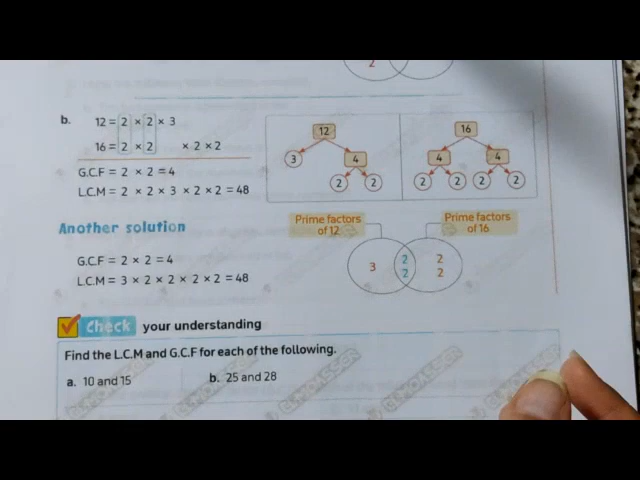 2
b. 12 = 2 × 2 × 3
16 = 2 × 2 × 2 × 2
G.C.F = 2 × 2 = 4
L.C.M = 2 × 2 × 3 × 2 × 2 = 48
12
3 4
2 2
16
4 4
2 2 2 2
Another solution
G.C.F = 2 × 2 = 4
L.C.M = 3 × 2 × 2 × 2 × 2 = 48
Prime factors of 12
Prime factors of 16
3 2 2
2 2
Check your understanding
Find the L.C.M and G.C.F for each of the following.
a. 10 and 15 b. 25 and 28
ELMOASSER